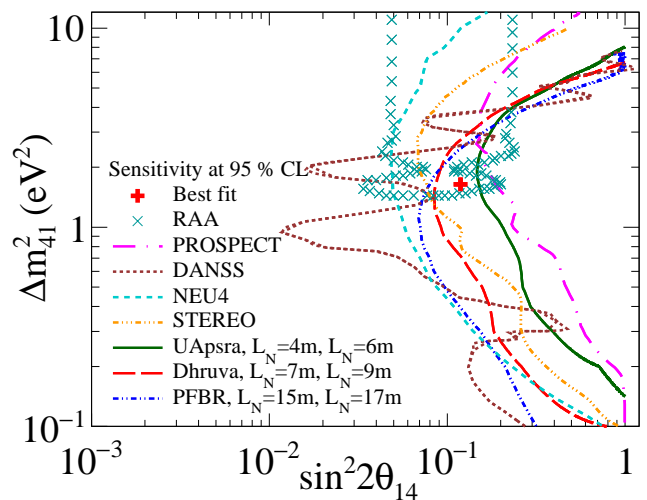 10
Δm²₄₁ (eV²)
Sensitivity at 95 % CL
Best fit
RAA
PROSPECT
1
DANSS
NEU4
STEREO
UApsra, L_N=4m, L_N=6m
Dhruva, L_N=7m, L_N=9m
PFBR, L_N=15m, L_N=17m
10⁻¹
10⁻³ 10⁻² 10⁻¹ 1
sin²2θ₁₄